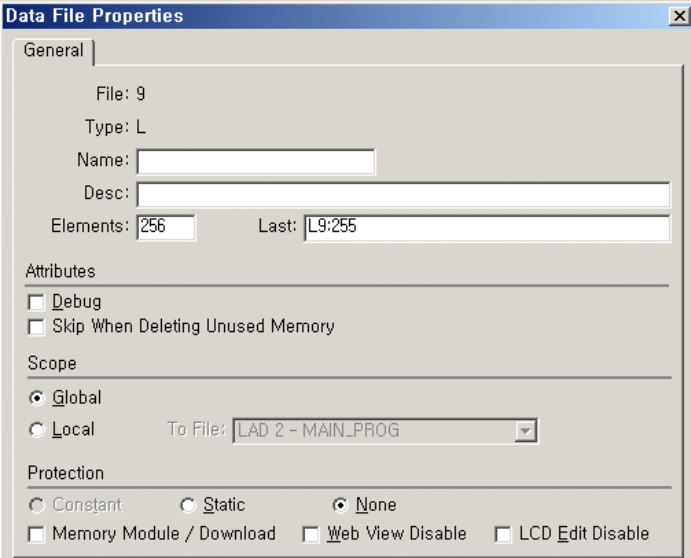 Data File Properties
General
File: 9
Type: L
Name:
Desc:
Elements: 256 Last: L9:255
Attributes
Debug
Skip When Deleting Unused Memory
Scope
Global
Local To File: LAD 2 - MAIN_PROG
Protection
Constant Static None
Memory Module / Download Web View Disable LCD Edit Disable